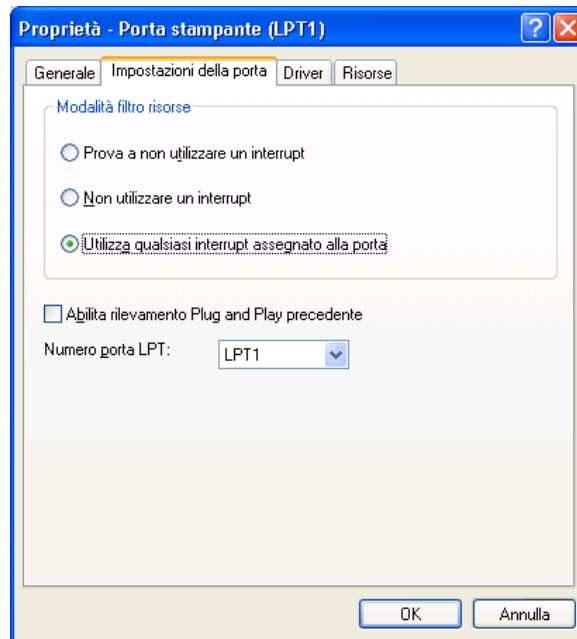 Proprietà - Porta stampante (LPT1)
Generale Impostazioni della porta Driver Risorse
Modalità filtro risorse
Prova a non utilizzare un interrupt
Non utilizzare un interrupt
Utilizza qualsiasi interrupt assegnato alla porta
Abilita rilevamento Plug and Play precedente
Numero porta LPT: LPT1
OK Annulla